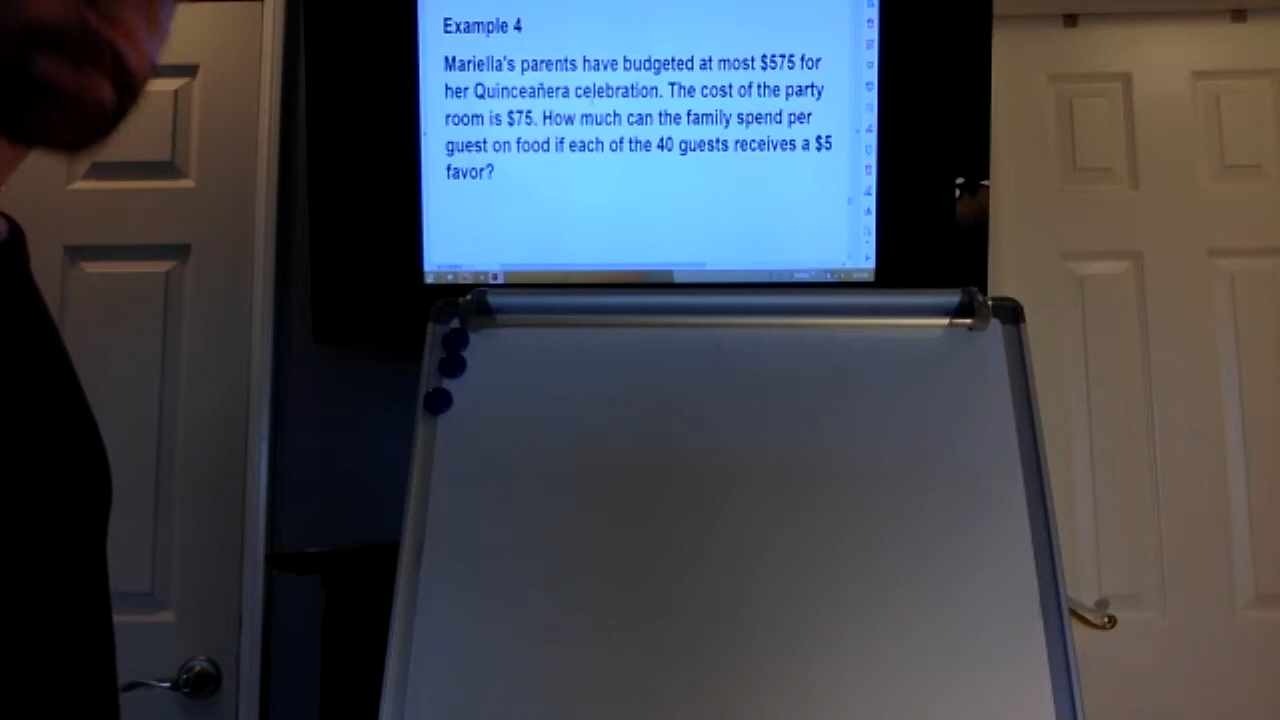 Example 4
Mariella's parents have budgeted at most $575 for
her Quinceañera celebration. The cost of the party
room is $75. How much can the family spend per
guest on food if each of the 40 guests receives a $5
favor?